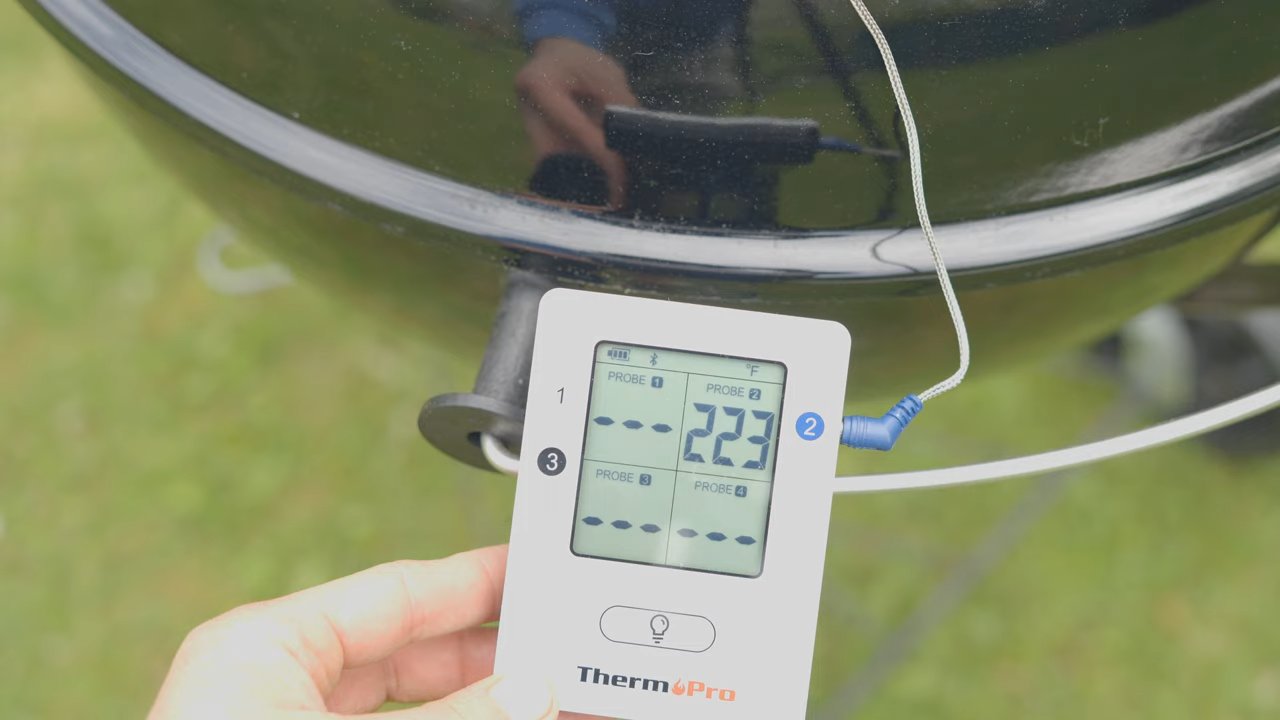 °F
PROBE 1
PROBE 2
- - -
223
PROBE 3
PROBE 4
- - -
- - -
1
2
3
ThermoPro